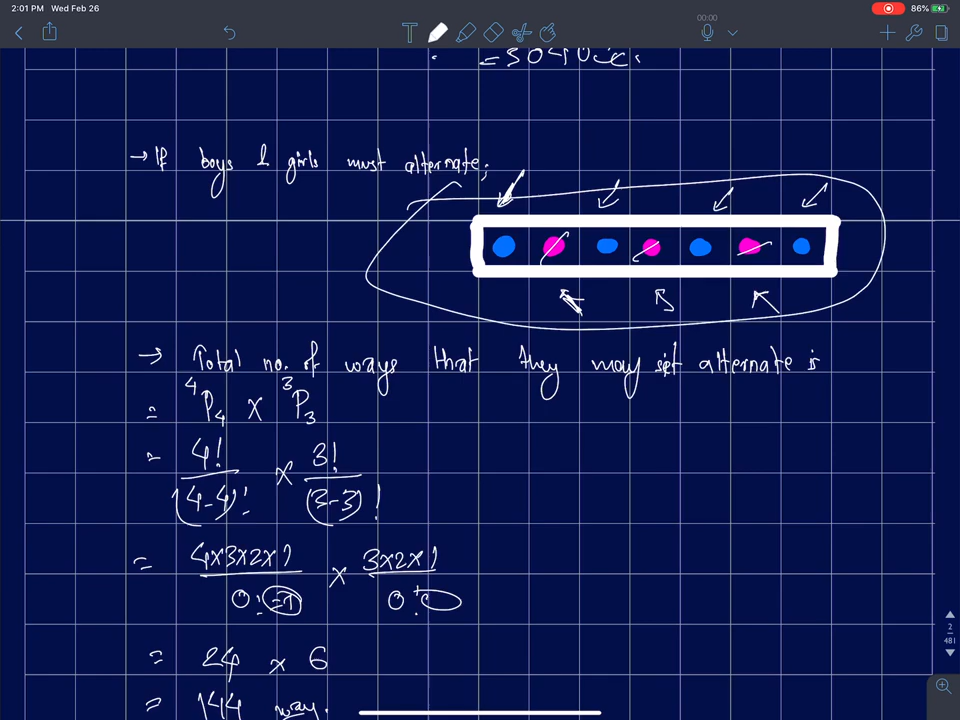 2:01 PM Wed Feb 26
86%
00:00
→ If boys & girls must alternate;
→ Total no. of ways that they may sit alternate is
= ⁴P₄ × ³P₃
= 4!/(4-4)! × 3!/(3-3)!
= 4×3×2×1/0!=1 × 3×2×1/0!
= 24 × 6
= 144 way.
2
481